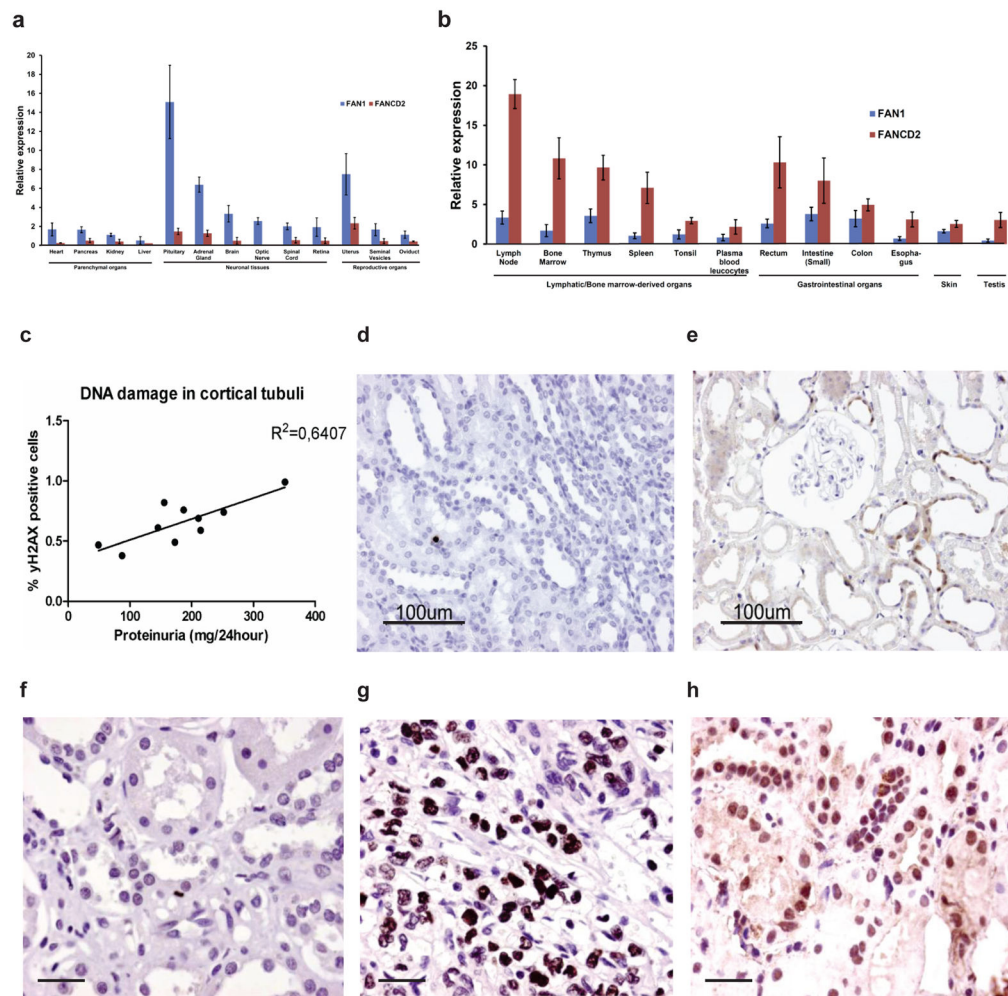 a
20
18
16
14
12
10
8
6
4
2
0
Relative expression
FAN1 FANCD2
Heart Pancreas Kidney Liver Pituitary Adrenal Gland Brain Optic Nerve Spinal Cord Retina Uterus Seminal Vesicles Oviduct
Parenchymal organs Neuronal tissues Reproductive organs
b
25
20
15
10
5
0
Relative expression
FAN1
FANCD2
Lymph Node Bone Marrow Thymus Spleen Tonsil Plasma blood leucocytes Rectum Intestine (Small) Colon Esopha-gus
Lymphatic/Bone marrow-derived organs Gastrointestinal organs Skin Testis
c
DNA damage in cortical tubuli
R²=0,6407
1.5
1.0
0.5
0.0
% γH2AX positive cells
0 100 200 300 400
Proteinuria (mg/24hour)
d
100um
e
100um
f
g
h